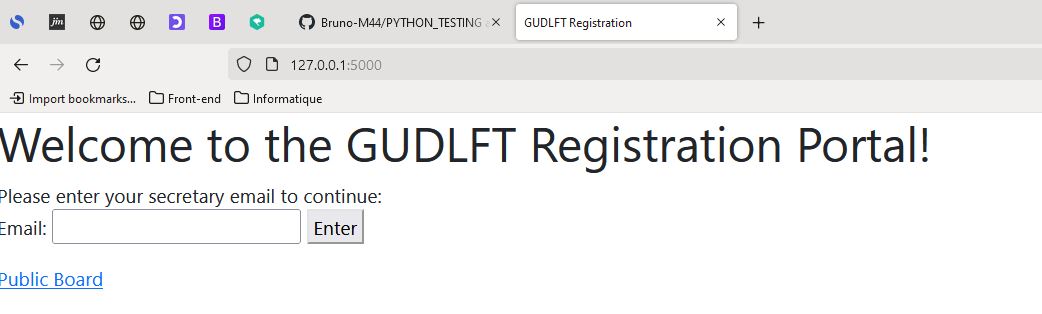 Bruno-M44/PYTHON_TESTING
GUDLFT Registration
127.0.0.1:5000
Import bookmarks...
Front-end
Informatique
Welcome to the GUDLFT Registration Portal!
Please enter your secretary email to continue:
Email:
Enter
Public Board